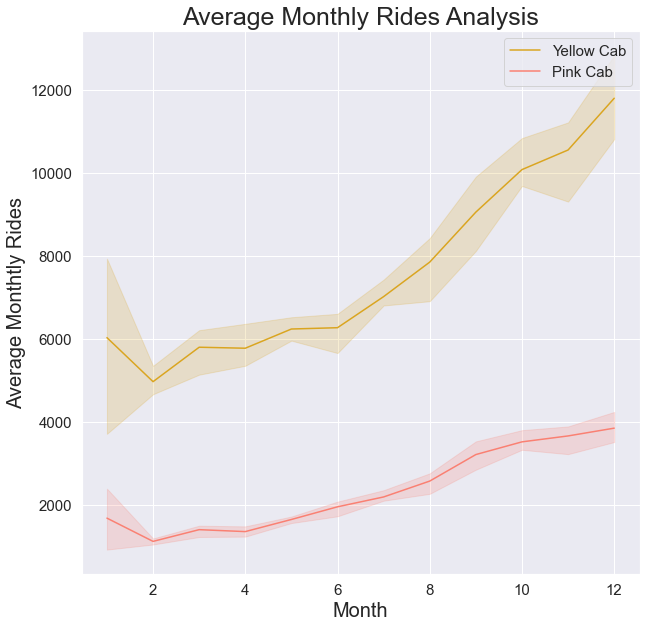 Average Monthly Rides Analysis
Yellow Cab
Pink Cab
12000
10000
8000
6000
4000
2000
Average Monthtly Rides
2 4 6 8 10 12
Month